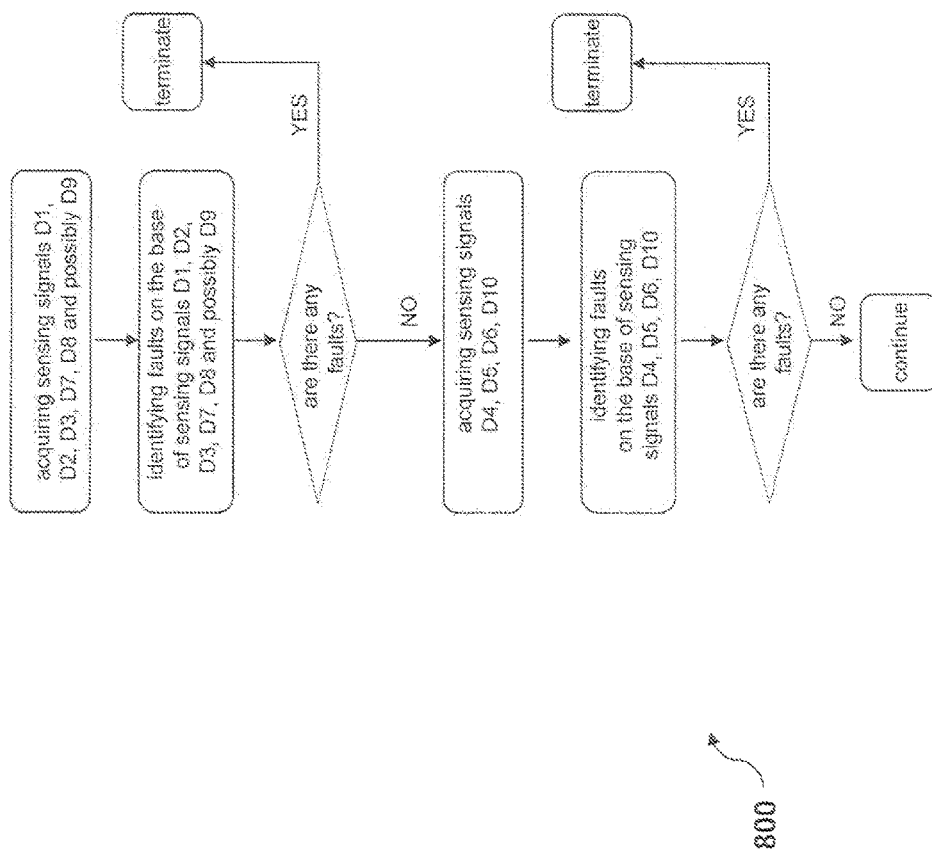 acquiring sensing signals D1,
D2, D3, D7, D8 and possibly D9
identifying faults on the base
of sensing signals D1, D2,
D3, D7, D8 and possibly D9
are there any
faults?
YES
terminate
NO
acquiring sensing signals
D4, D5, D6, D10
identifying faults
on the base of sensing
signals D4, D5, D6, D10
are there any
faults?
YES
terminate
NO
continue
800